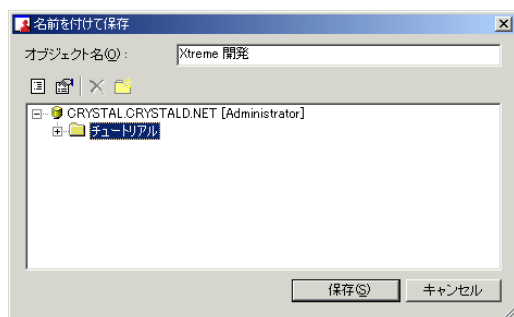 名前を付けて保存
オブジェクト名(O)： Xtreme 開発
CRYSTAL.CRYSTALD.NET [Administrator]
チュートリアル
保存(S) キャンセル